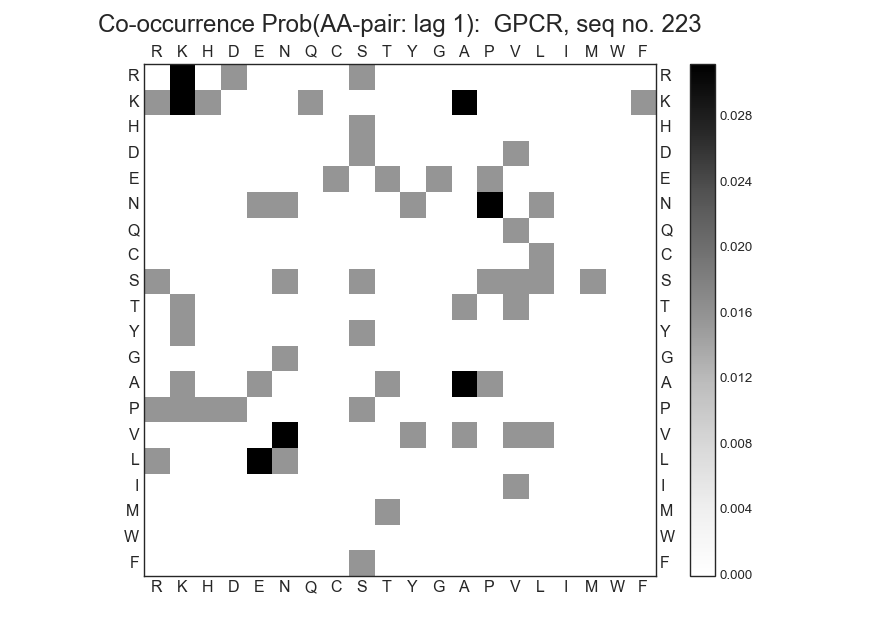 Co-occurrence Prob(AA-pair: lag 1):  GPCR, seq no. 223
R K H D E N Q C S T Y G A P V L I M W F
R R
K K 0.028
H H
D D 0.024
E E
N N
Q Q 0.020
C C
S S
T T 0.016
Y Y
G G
A A 0.012
P P
V V 0.008
L L
I I
M M 0.004
W W
F F 0.000
R K H D E N Q C S T Y G A P V L I M W F